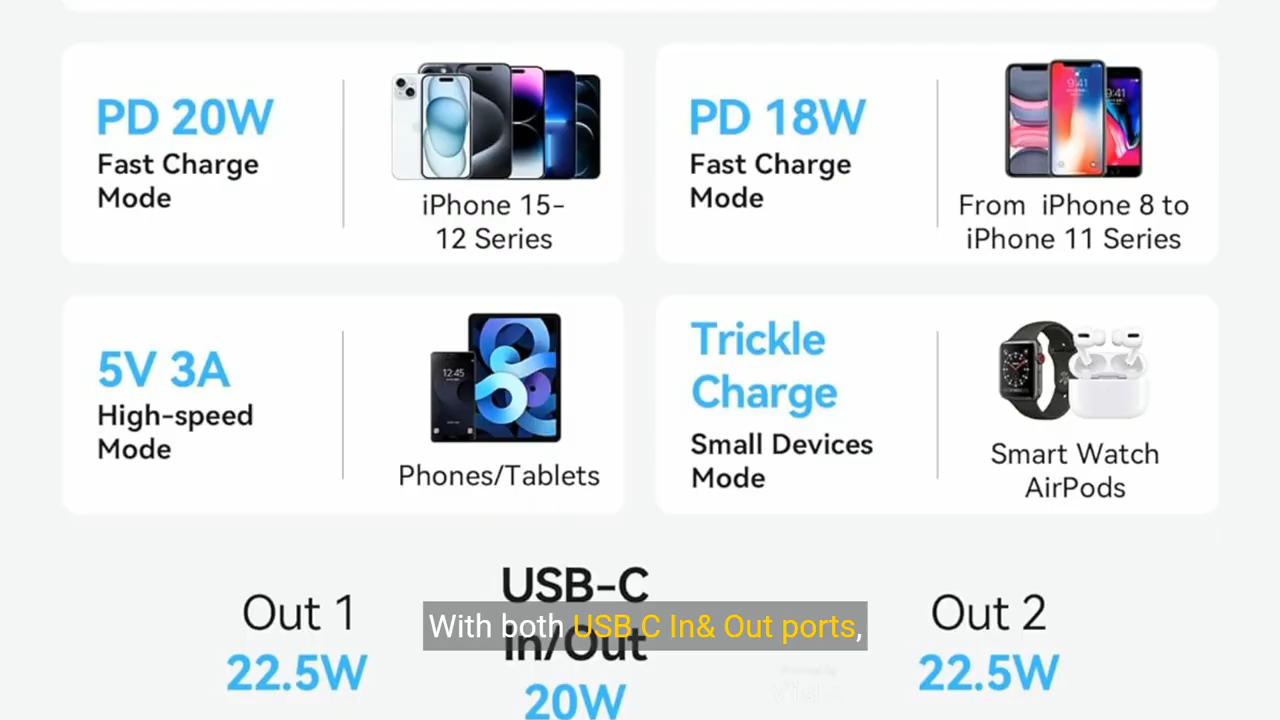 PD 20W
Fast Charge
Mode
iPhone 15-
12 Series
PD 18W
Fast Charge
Mode
From iPhone 8 to
iPhone 11 Series
5V 3A
High-speed
Mode
12:45
Phones/Tablets
Trickle
Charge
Small Devices
Mode
Smart Watch
AirPods
Out 1
22.5W
USB-C
In/Out
20W
Out 2
22.5W
With both USB C In& Out ports,